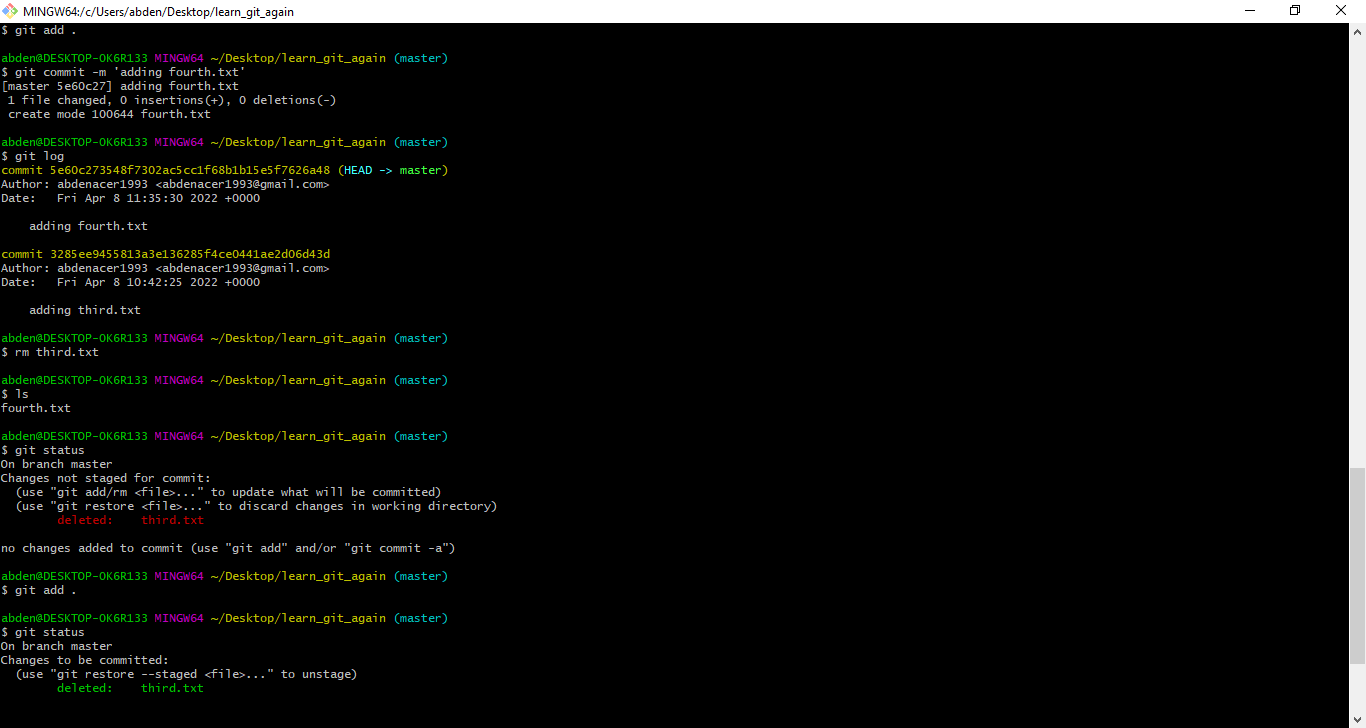 MINGW64:/c/Users/abden/Desktop/learn_git_again
$ git add .
abden@DESKTOP-OK6R133 MINGW64 ~/Desktop/learn_git_again (master)
$ git commit -m 'adding fourth.txt'
[master 5e60c27] adding fourth.txt
 1 file changed, 0 insertions(+), 0 deletions(-)
 create mode 100644 fourth.txt
abden@DESKTOP-OK6R133 MINGW64 ~/Desktop/learn_git_again (master)
$ git log
commit 5e60c273548f7302ac5cc1f68b1b15e5f7626a48 (HEAD -> master)
Author: abdenacer1993 <abdenacer1993@gmail.com>
Date:   Fri Apr 8 11:35:30 2022 +0000
    adding fourth.txt
commit 3285ee9455813a3e136285f4ce0441ae2d06d43d
Author: abdenacer1993 <abdenacer1993@gmail.com>
Date:   Fri Apr 8 10:42:25 2022 +0000
    adding third.txt
abden@DESKTOP-OK6R133 MINGW64 ~/Desktop/learn_git_again (master)
$ rm third.txt
abden@DESKTOP-OK6R133 MINGW64 ~/Desktop/learn_git_again (master)
$ ls
fourth.txt
abden@DESKTOP-OK6R133 MINGW64 ~/Desktop/learn_git_again (master)
$ git status
On branch master
Changes not staged for commit:
  (use "git add/rm <file>..." to update what will be committed)
  (use "git restore <file>..." to discard changes in working directory)
        deleted:    third.txt
no changes added to commit (use "git add" and/or "git commit -a")
abden@DESKTOP-OK6R133 MINGW64 ~/Desktop/learn_git_again (master)
$ git add .
abden@DESKTOP-OK6R133 MINGW64 ~/Desktop/learn_git_again (master)
$ git status
On branch master
Changes to be committed:
  (use "git restore --staged <file>..." to unstage)
        deleted:    third.txt